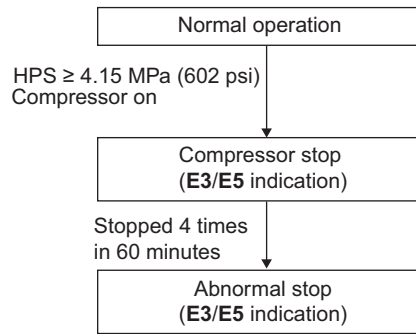 Normal operation
HPS ≥ 4.15 MPa (602 psi)
Compressor on
Compressor stop
(E3/E5 indication)
Stopped 4 times
in 60 minutes
Abnormal stop
(E3/E5 indication)